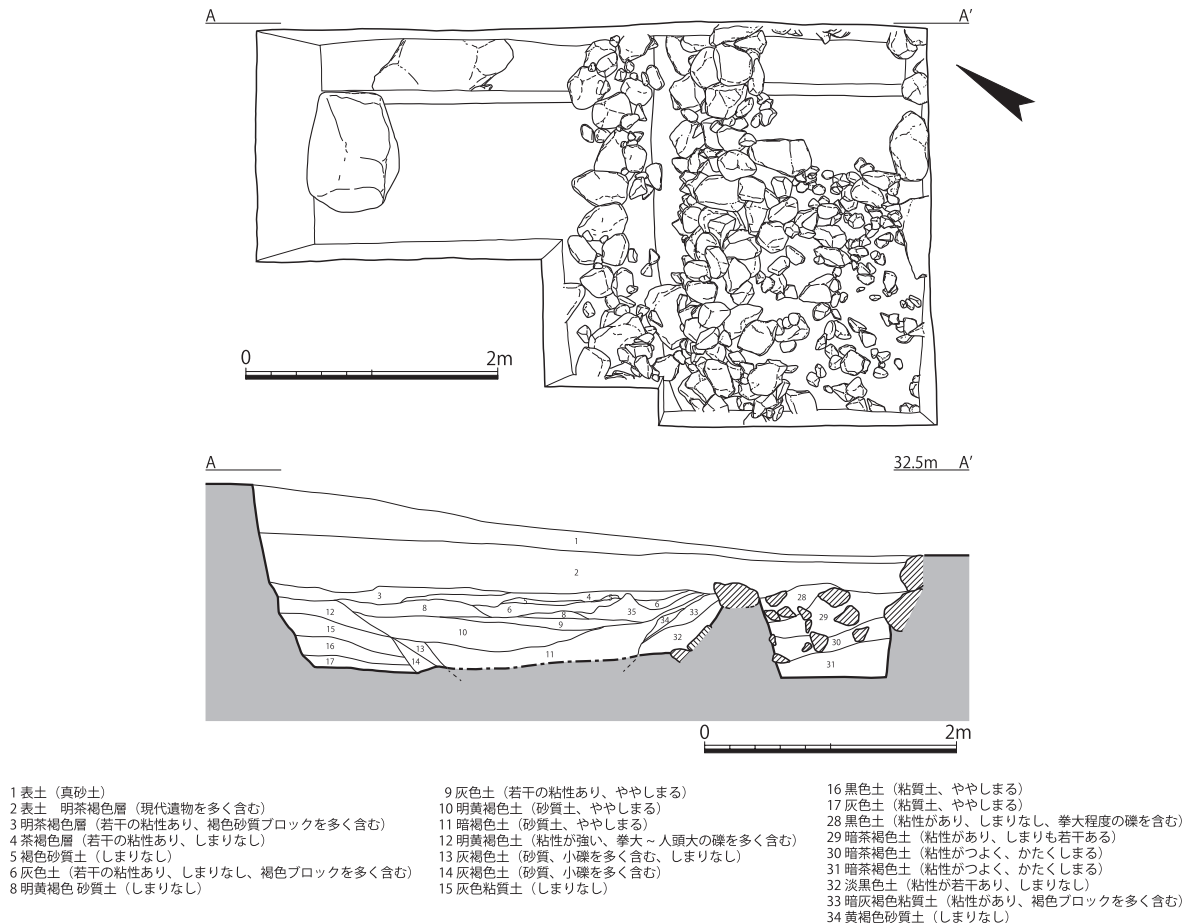 A A’
0 2m
A 32.5m A’
1
2
3
4
8
6
8
9
35
6
34
33
32
12
15
16
17
10
13
14
11
28
29
30
31
0 2m
1 表土（真砂土）
2 表土　明茶褐色層（現代遺物を多く含む）
3 明茶褐色層（若干の粘性あり、褐色砂質ブロックを多く含む）
4 茶褐色層（若干の粘性あり、しまりなし）
5 褐色砂質土（しまりなし）
6 灰色土（若干の粘性あり、しまりなし、褐色ブロックを多く含む）
8 明黄褐色 砂質土（しまりなし）
9 灰色土（若干の粘性あり、ややしまる）
10 明黄褐色土（砂質土、ややしまる）
11 暗褐色土（砂質土、ややしまる）
12 明黄褐色土（粘性が強い、拳大～人頭大の礫を多く含む）
13 灰褐色土（砂質、小礫を多く含む、しまりなし）
14 灰褐色土（砂質、小礫を多く含む）
15 灰色粘質土（しまりなし）
16 黒色土（粘質土、ややしまる）
17 灰色土（粘質土、ややしまる）
28 黒色土（粘性があり、しまりなし、拳大程度の礫を含む）
29 暗茶褐色土（粘性があり、しまりも若干ある）
30 暗茶褐色土（粘性がつよく、かたくしまる）
31 暗茶褐色土（粘性がつよく、かたくしまる）
32 淡黒色土（粘性が若干あり、しまりなし）
33 暗灰褐色粘質土（粘性があり、褐色ブロックを多く含む）
34 黄褐色砂質土（しまりなし）